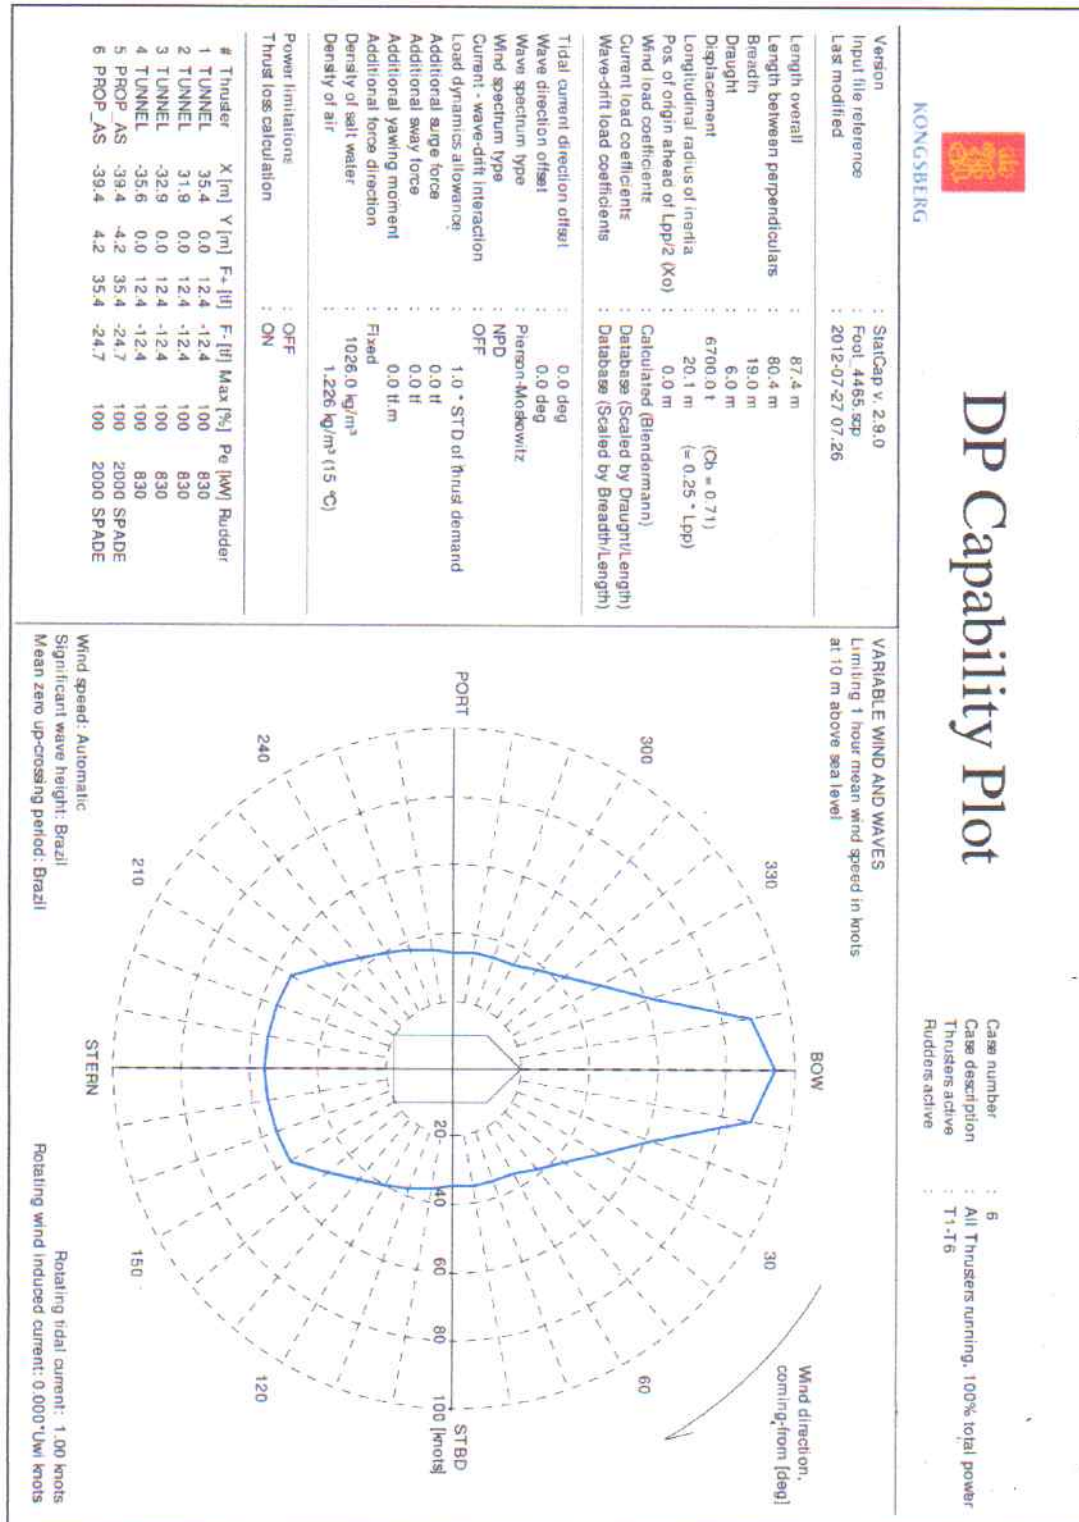 KONGSBERG
DP Capability Plot
Case number : 6
Case description : All Thrusters running, 100% total power
Thrusters active : T1-T6
Rudders active :
Version : StatCap v. 2.9.0
Input file reference : Foot_4465.scp
Last modified : 2012-07-27 07.26
Length overall : 87.4 m
Length between perpendiculars : 80.4 m
Breadth : 19.0 m
Draught : 6.0 m
Displacement : 6700.0 t (Cb = 0.71)
Longitudinal radius of inertia : 20.1 m (= 0.25 * Lpp)
Pos. of origin ahead of Lpp/2 (Xo) : 0.0 m
Wind load coefficients : Calculated (Blendermann)
Current load coefficients : Database (Scaled by Draught/Length)
Wave-drift load coefficients : Database (Scaled by Breadth/Length)
Tidal current direction offset : 0.0 deg
Wave direction offset : 0.0 deg
Wave spectrum type : Pierson-Moskowitz
Wind spectrum type : NPD
Current - wave-drift interaction : OFF
Load dynamics allowance : 1.0 * STD of thrust demand
Additional surge force : 0.0 tf
Additional sway force : 0.0 tf
Additional yawing moment : 0.0 tf.m
Additional force direction : Fixed
Density of salt water : 1026.0 kg/m³
Density of air : 1.226 kg/m³ (15 °C)
Power limitations : OFF
Thrust loss calculation : ON
# Thruster X [m] Y [m] F+ [tf] F- [tf] Max [%] Pe [kW] Rudder
1 TUNNEL 35.4 0.0 12.4 -12.4 100 830
2 TUNNEL 31.9 0.0 12.4 -12.4 100 830
3 TUNNEL -32.9 0.0 12.4 -12.4 100 830
4 TUNNEL -35.6 0.0 12.4 -12.4 100 830
5 PROP_AS -39.4 -4.2 35.4 -24.7 100 2000 SPADE
6 PROP_AS -39.4 4.2 35.4 -24.7 100 2000 SPADE
VARIABLE WIND AND WAVES
Limiting 1 hour mean wind speed in knots
at 10 m above sea level
Wind direction,
coming-from [deg]
BOW
330
30
300
60
PORT
20
40
60
80
100 [knots]
STBD
240
120
210
150
STERN
Wind speed: Automatic
Significant wave height: Brazil
Mean zero up-crossing period: Brazil
Rotating tidal current: 1.00 knots
Rotating wind induced current: 0.000*Uwi knots